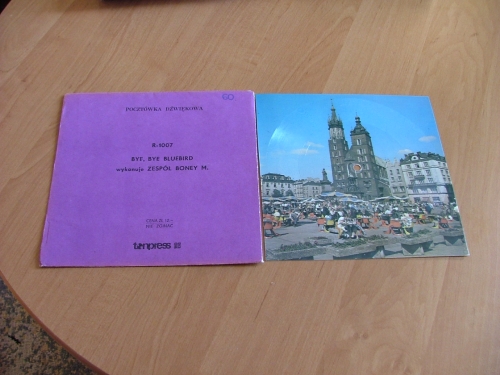 60
POCZTÓWKA DŹWIĘKOWA
R-1007
BYE, BYE BLUEBIRD
wykonuje ZESPÓŁ BONEY M.
tonpress